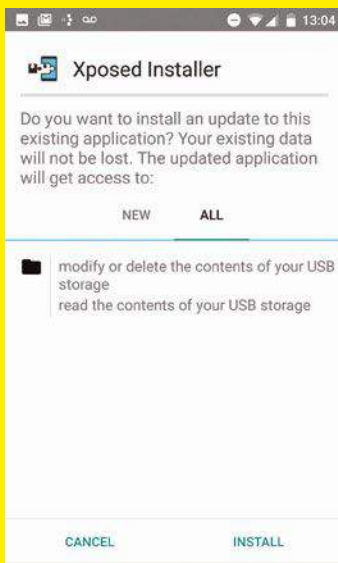 13:04
Xposed Installer
Do you want to install an update to this
existing application? Your existing data
will not be lost. The updated application
will get access to:
NEW ALL
modify or delete the contents of your USB
storage
read the contents of your USB storage
CANCEL INSTALL